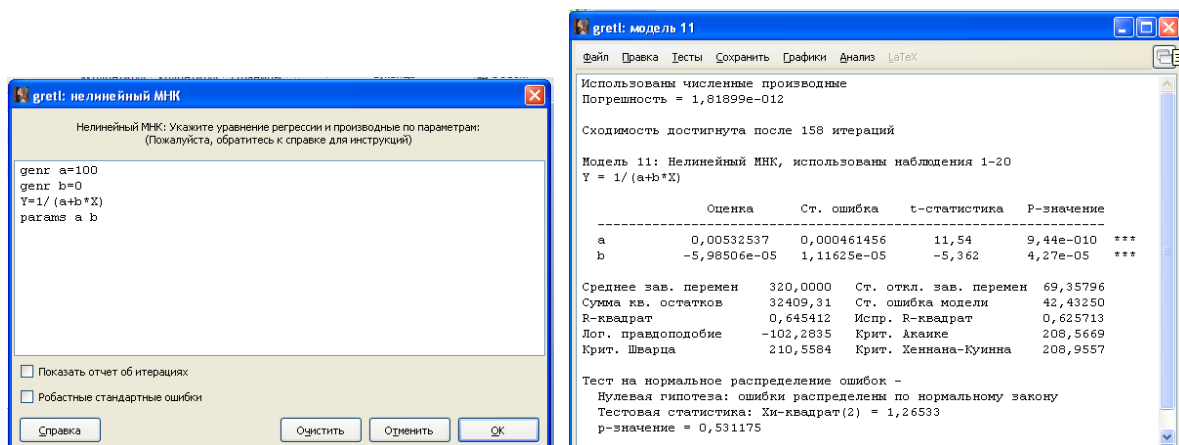 gretl: нелинейный МНК
Нелинейный МНК: Укажите уравнение регрессии и производные по параметрам:
(Пожалуйста, обратитесь к справке для инструкций)
genr a=100
genr b=0
Y=1/(a+b*X)
params a b
Показать отчет об итерациях
Робастные стандартные ошибки
Справка Очистить Отменить OK
gretl: модель 11
Файл Правка Тесты Сохранить Графики Анализ LaTeX
Использованы численные производные
Погрешность = 1,81899e-012
Сходимость достигнута после 158 итераций
Модель 11: Нелинейный МНК, использованы наблюдения 1-20
Y = 1/(a+b*X)
Оценка Ст. ошибка t-статистика P-значение
a 0,00532537 0,000461456 11,54 9,44e-010 ***
b -5,98506e-05 1,11625e-05 -5,362 4,27e-05 ***
Среднее зав. перемен 320,0000 Ст. откл. зав. перемен 69,35796
Сумма кв. остатков 32409,31 Ст. ошибка модели 42,43250
R-квадрат 0,645412 Испр. R-квадрат 0,625713
Лог. правдоподобие -102,2835 Крит. Акаике 208,5669
Крит. Шварца 210,5584 Крит. Хеннана-Куинна 208,9557
Тест на нормальное распределение ошибок -
Нулевая гипотеза: ошибки распределены по нормальному закону
Тестовая статистика: Хи-квадрат(2) = 1,26533
p-значение = 0,531175